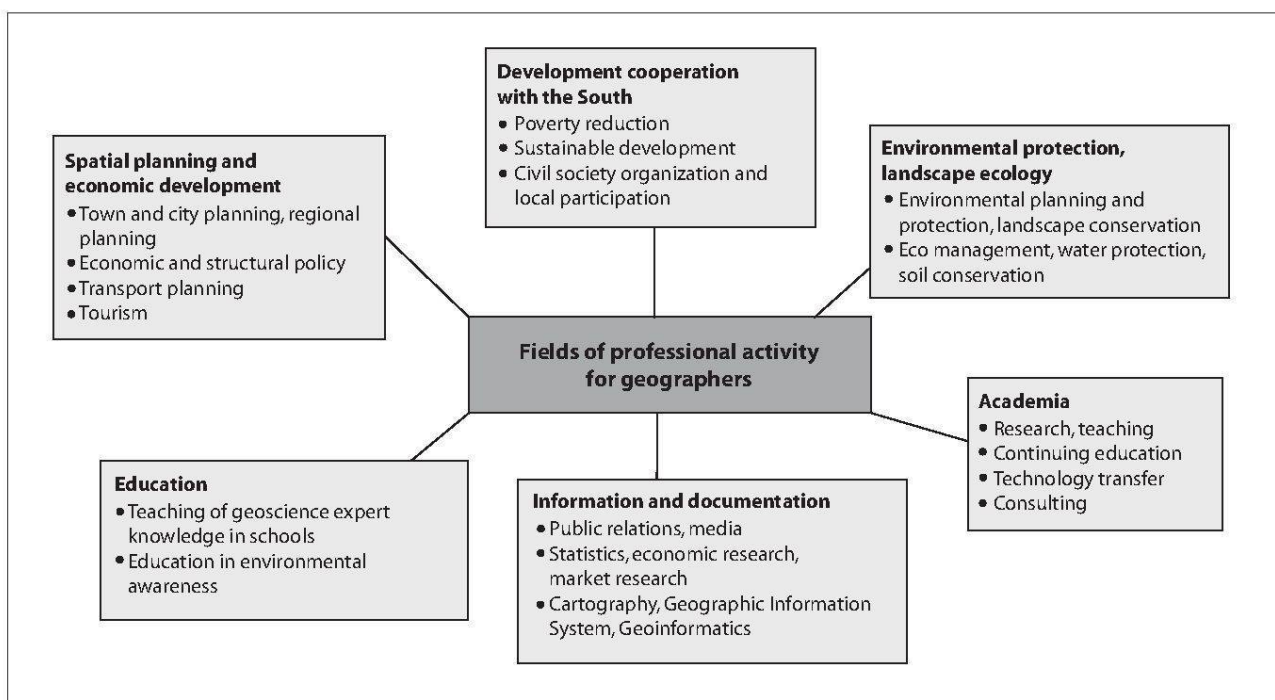 Development cooperation
with the South
• Poverty reduction
• Sustainable development
• Civil society organization and
local participation
Spatial planning and
economic development
• Town and city planning, regional
planning
• Economic and structural policy
• Transport planning
• Tourism
Environmental protection,
landscape ecology
• Environmental planning and
protection, landscape conservation
• Eco management, water protection,
soil conservation
Fields of professional activity
for geographers
Academia
• Research, teaching
• Continuing education
• Technology transfer
• Consulting
Education
• Teaching of geoscience expert
knowledge in schools
• Education in environmental
awareness
Information and documentation
• Public relations, media
• Statistics, economic research,
market research
• Cartography, Geographic Information
System, Geoinformatics